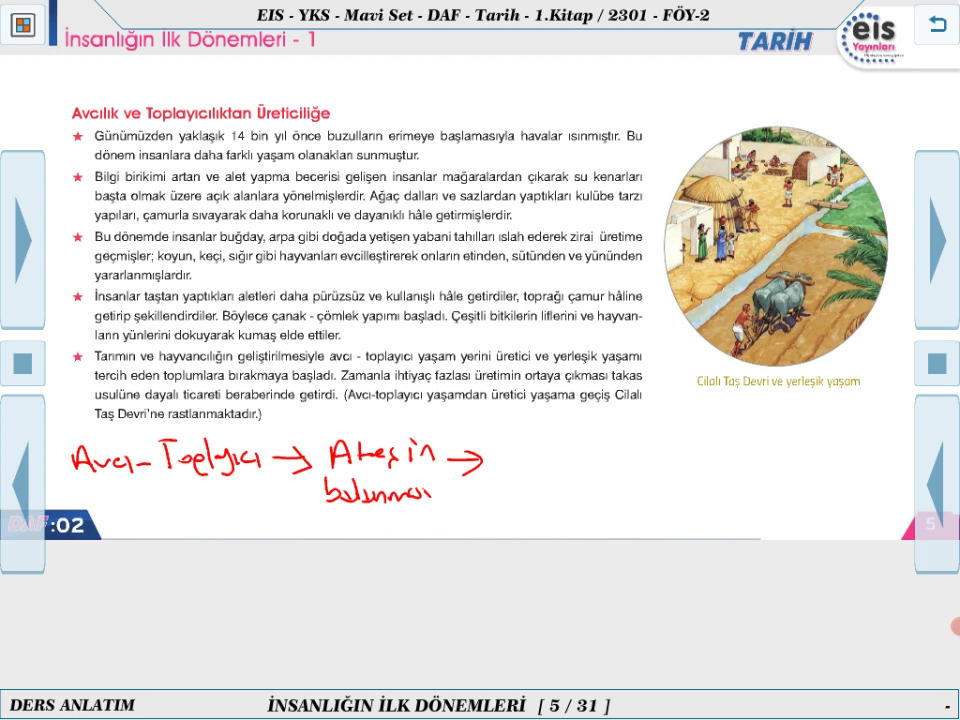 EIS - YKS - Mavi Set - DAF - Tarih - 1.Kitap / 2301 - FÖY-2
İnsanlığın İlk Dönemleri - 1
TARİH
eis
Yayınları
Avcılık ve Toplayıcılıktan Üreticiliğe
★ Günümüzden yaklaşık 14 bin yıl önce buzulların erimeye başlamasıyla havalar ısınmıştır. Bu
dönem insanlara daha farklı yaşam olanakları sunmuştur.
★ Bilgi birikimi artan ve alet yapma becerisi gelişen insanlar mağaralardan çıkarak su kenarları
başta olmak üzere açık alanlara yönelmişlerdir. Ağaç dalları ve sazlardan yaptıkları kulübe tarzı
yapıları, çamurla sıvayarak daha korunaklı ve dayanıklı hâle getirmişlerdir.
★ Bu dönemde insanlar buğday, arpa gibi doğada yetişen yabani tahılları ıslah ederek zirai üretime
geçmişler; koyun, keçi, sığır gibi hayvanları evcilleştirerek onların etinden, sütünden ve yününden
yararlanmışlardır.
★ İnsanlar taştan yaptıkları aletleri daha pürüzsüz ve kullanışlı hâle getirdiler, toprağı çamur hâline
getirip şekillendirdiler. Böylece çanak - çömlek yapımı başladı. Çeşitli bitkilerin liflerini ve hayvan-
ların yünlerini dokuyarak kumaş elde ettiler.
★ Tarımın ve hayvancılığın geliştirilmesiyle avcı - toplayıcı yaşam yerini üretici ve yerleşik yaşamı
tercih eden toplumlara bırakmaya başladı. Zamanla ihtiyaç fazlası üretimin ortaya çıkması takas
usulüne dayalı ticareti beraberinde getirdi. (Avcı-toplayıcı yaşamdan üretici yaşama geçiş Cilalı
Taş Devri'ne rastlanmaktadır.)
Cilalı Taş Devri ve yerleşik yaşam
Avcı - Toplayıcı → Ateşin →
bulunması
DAF:02
5
DERS ANLATIM
İNSANLIĞIN İLK DÖNEMLERİ [ 5 / 31 ]
-